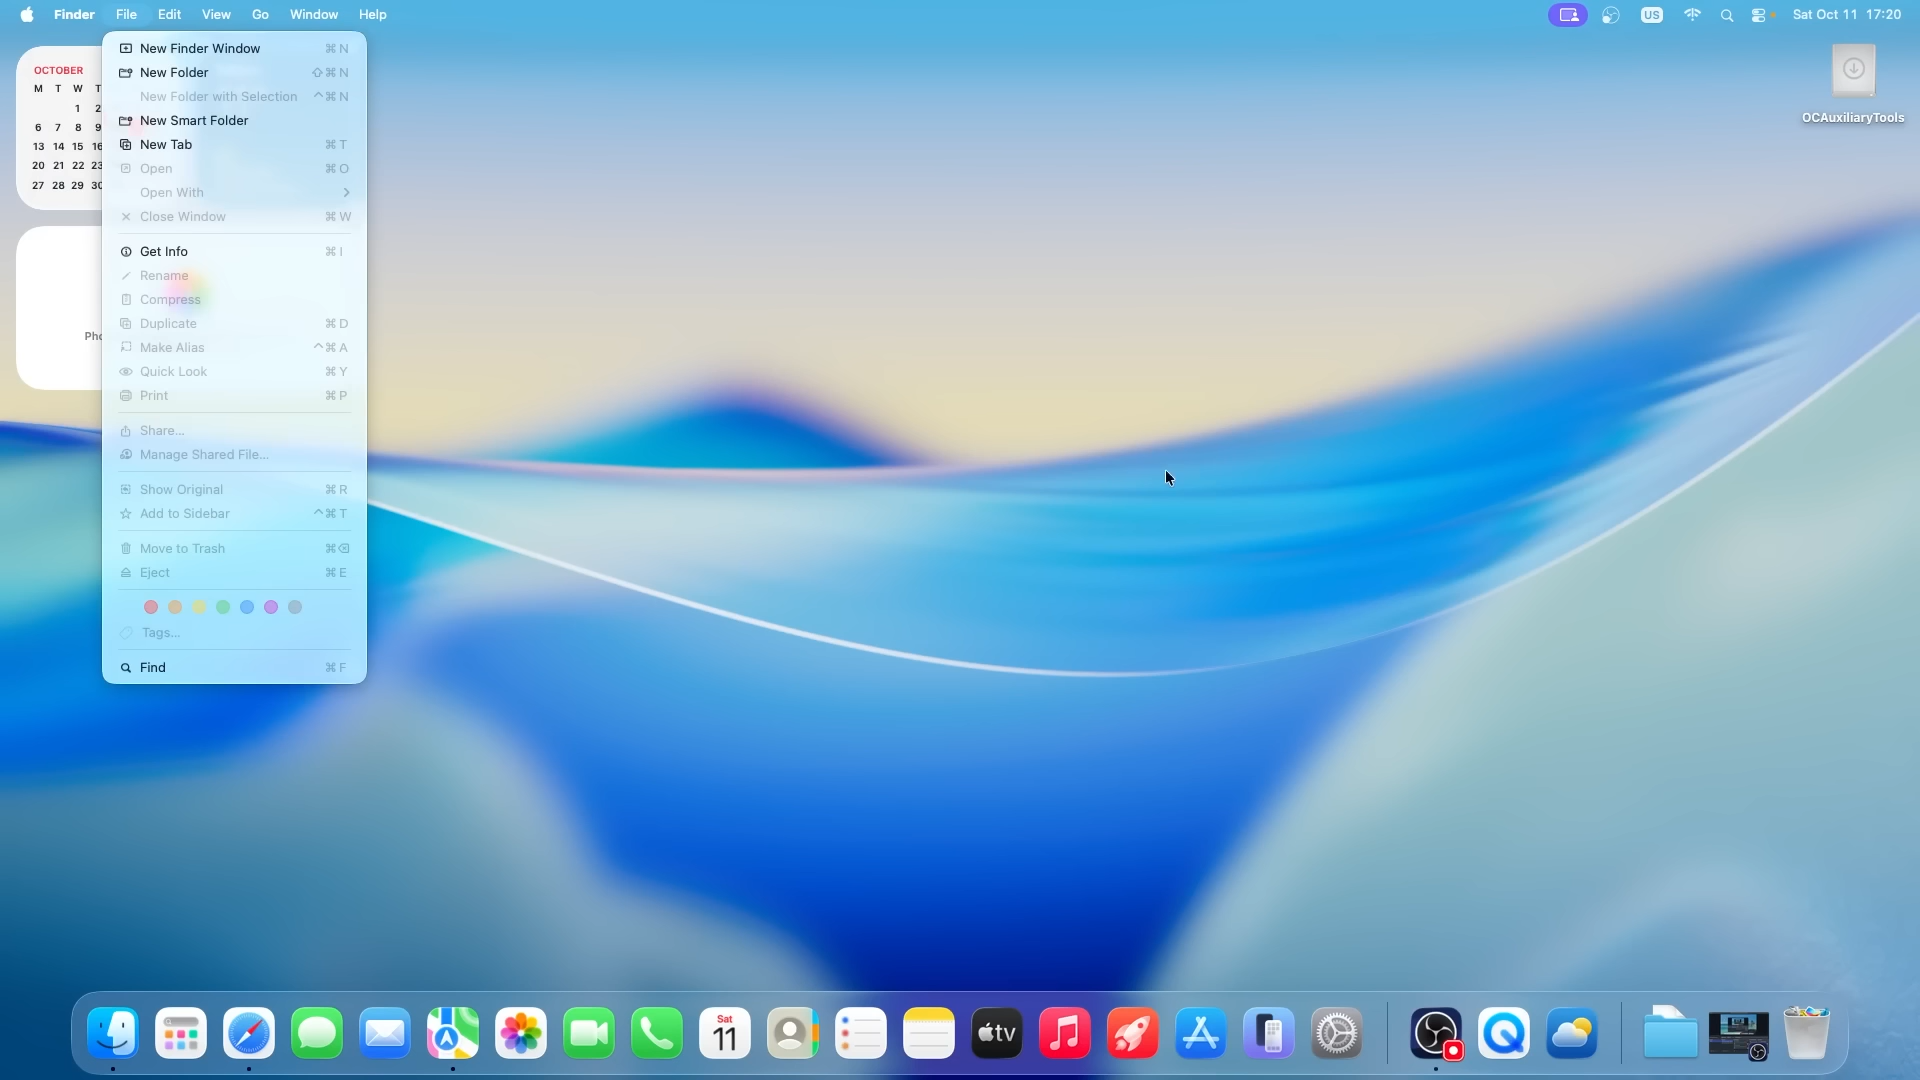 Finder File Edit View Go Window Help
US
Sat Oct 11 17:20
New Finder Window ⌘ N
New Folder ⇧ ⌘ N
New Folder with Selection ^ ⌘ N
New Smart Folder
New Tab ⌘ T
Open ⌘ O
Open With
Close Window ⌘ W
Get Info ⌘ I
Rename
Compress
Duplicate ⌘ D
Make Alias ^ ⌘ A
Quick Look ⌘ Y
Print ⌘ P
Share...
Manage Shared File...
Show Original ⌘ R
Add to Sidebar ^ ⌘ T
Move to Trash ⌘ ⌫
Eject ⌘ E
Tags...
Find ⌘ F
OCTOBER
M T W T
1 2
6 7 8 9
13 14 15 16
20 21 22 23
27 28 29 30
Pho
OCAuxiliaryTools
Sat
11
tv